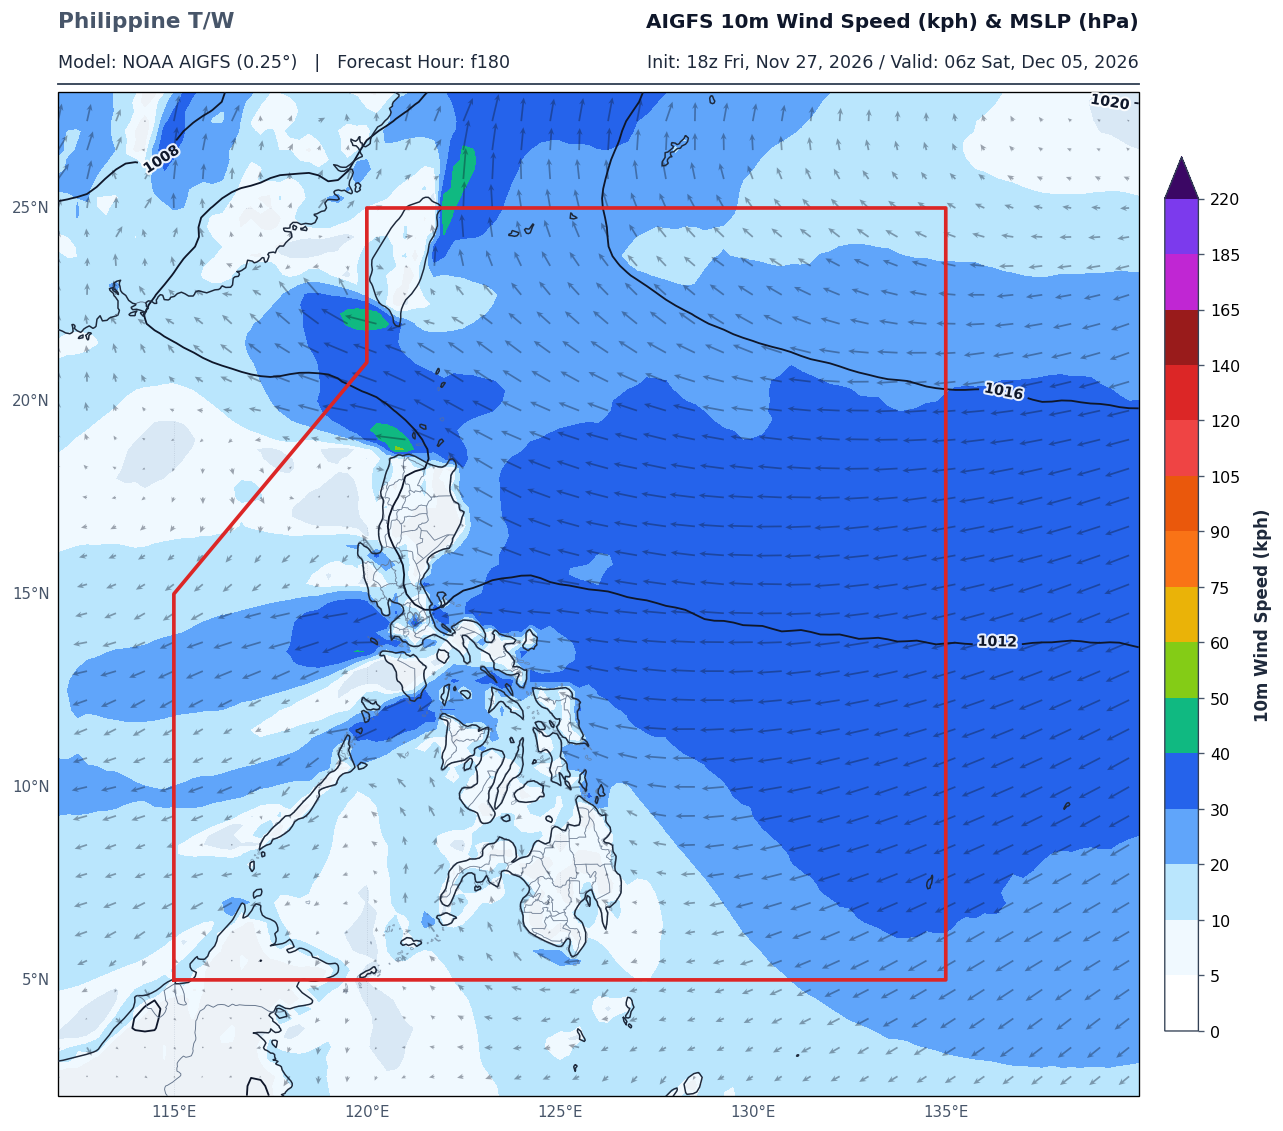 Philippine T/W
AIGFS 10m Wind Speed (kph) & MSLP (hPa)
Model: NOAA AIGFS (0.25°)   |   Forecast Hour: f180
Init: 18z Fri, Nov 27, 2026 / Valid: 06z Sat, Dec 05, 2026
1020
1008
1016
1012
25°N
20°N
15°N
10°N
5°N
115°E
120°E
125°E
130°E
135°E
220
185
165
140
120
105
90
75
60
50
40
30
20
10
5
0
10m Wind Speed (kph)